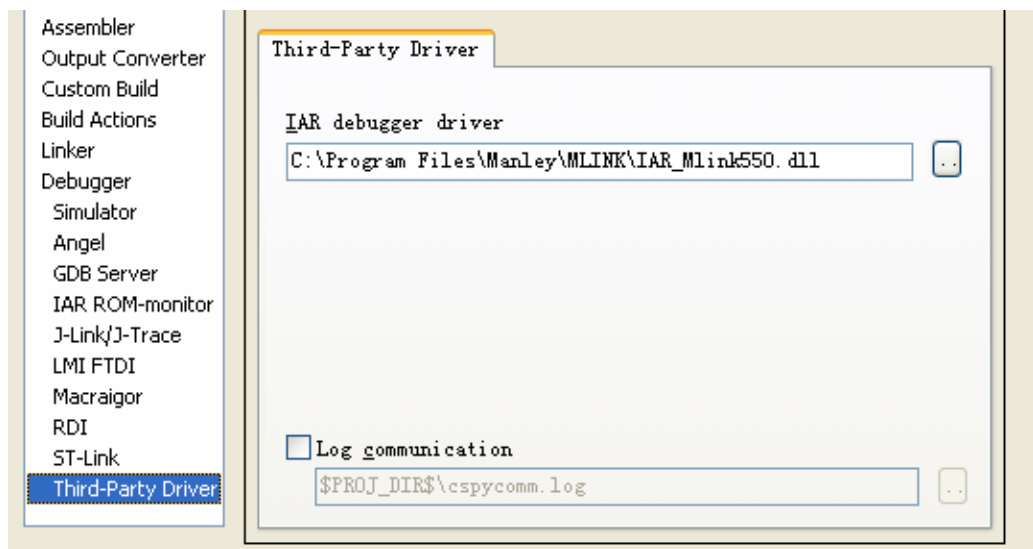 Assembler
Output Converter
Custom Build
Build Actions
Linker
Debugger
Simulator
Angel
GDB Server
IAR ROM-monitor
J-Link/J-Trace
LMI FTDI
Macraigor
RDI
ST-Link
Third-Party Driver
Third-Party Driver
IAR debugger driver
C:\Program Files\Manley\MLINK\IAR_Mlink550.dll
..
Log communication
$PROJ_DIR$\cspycomm.log
..